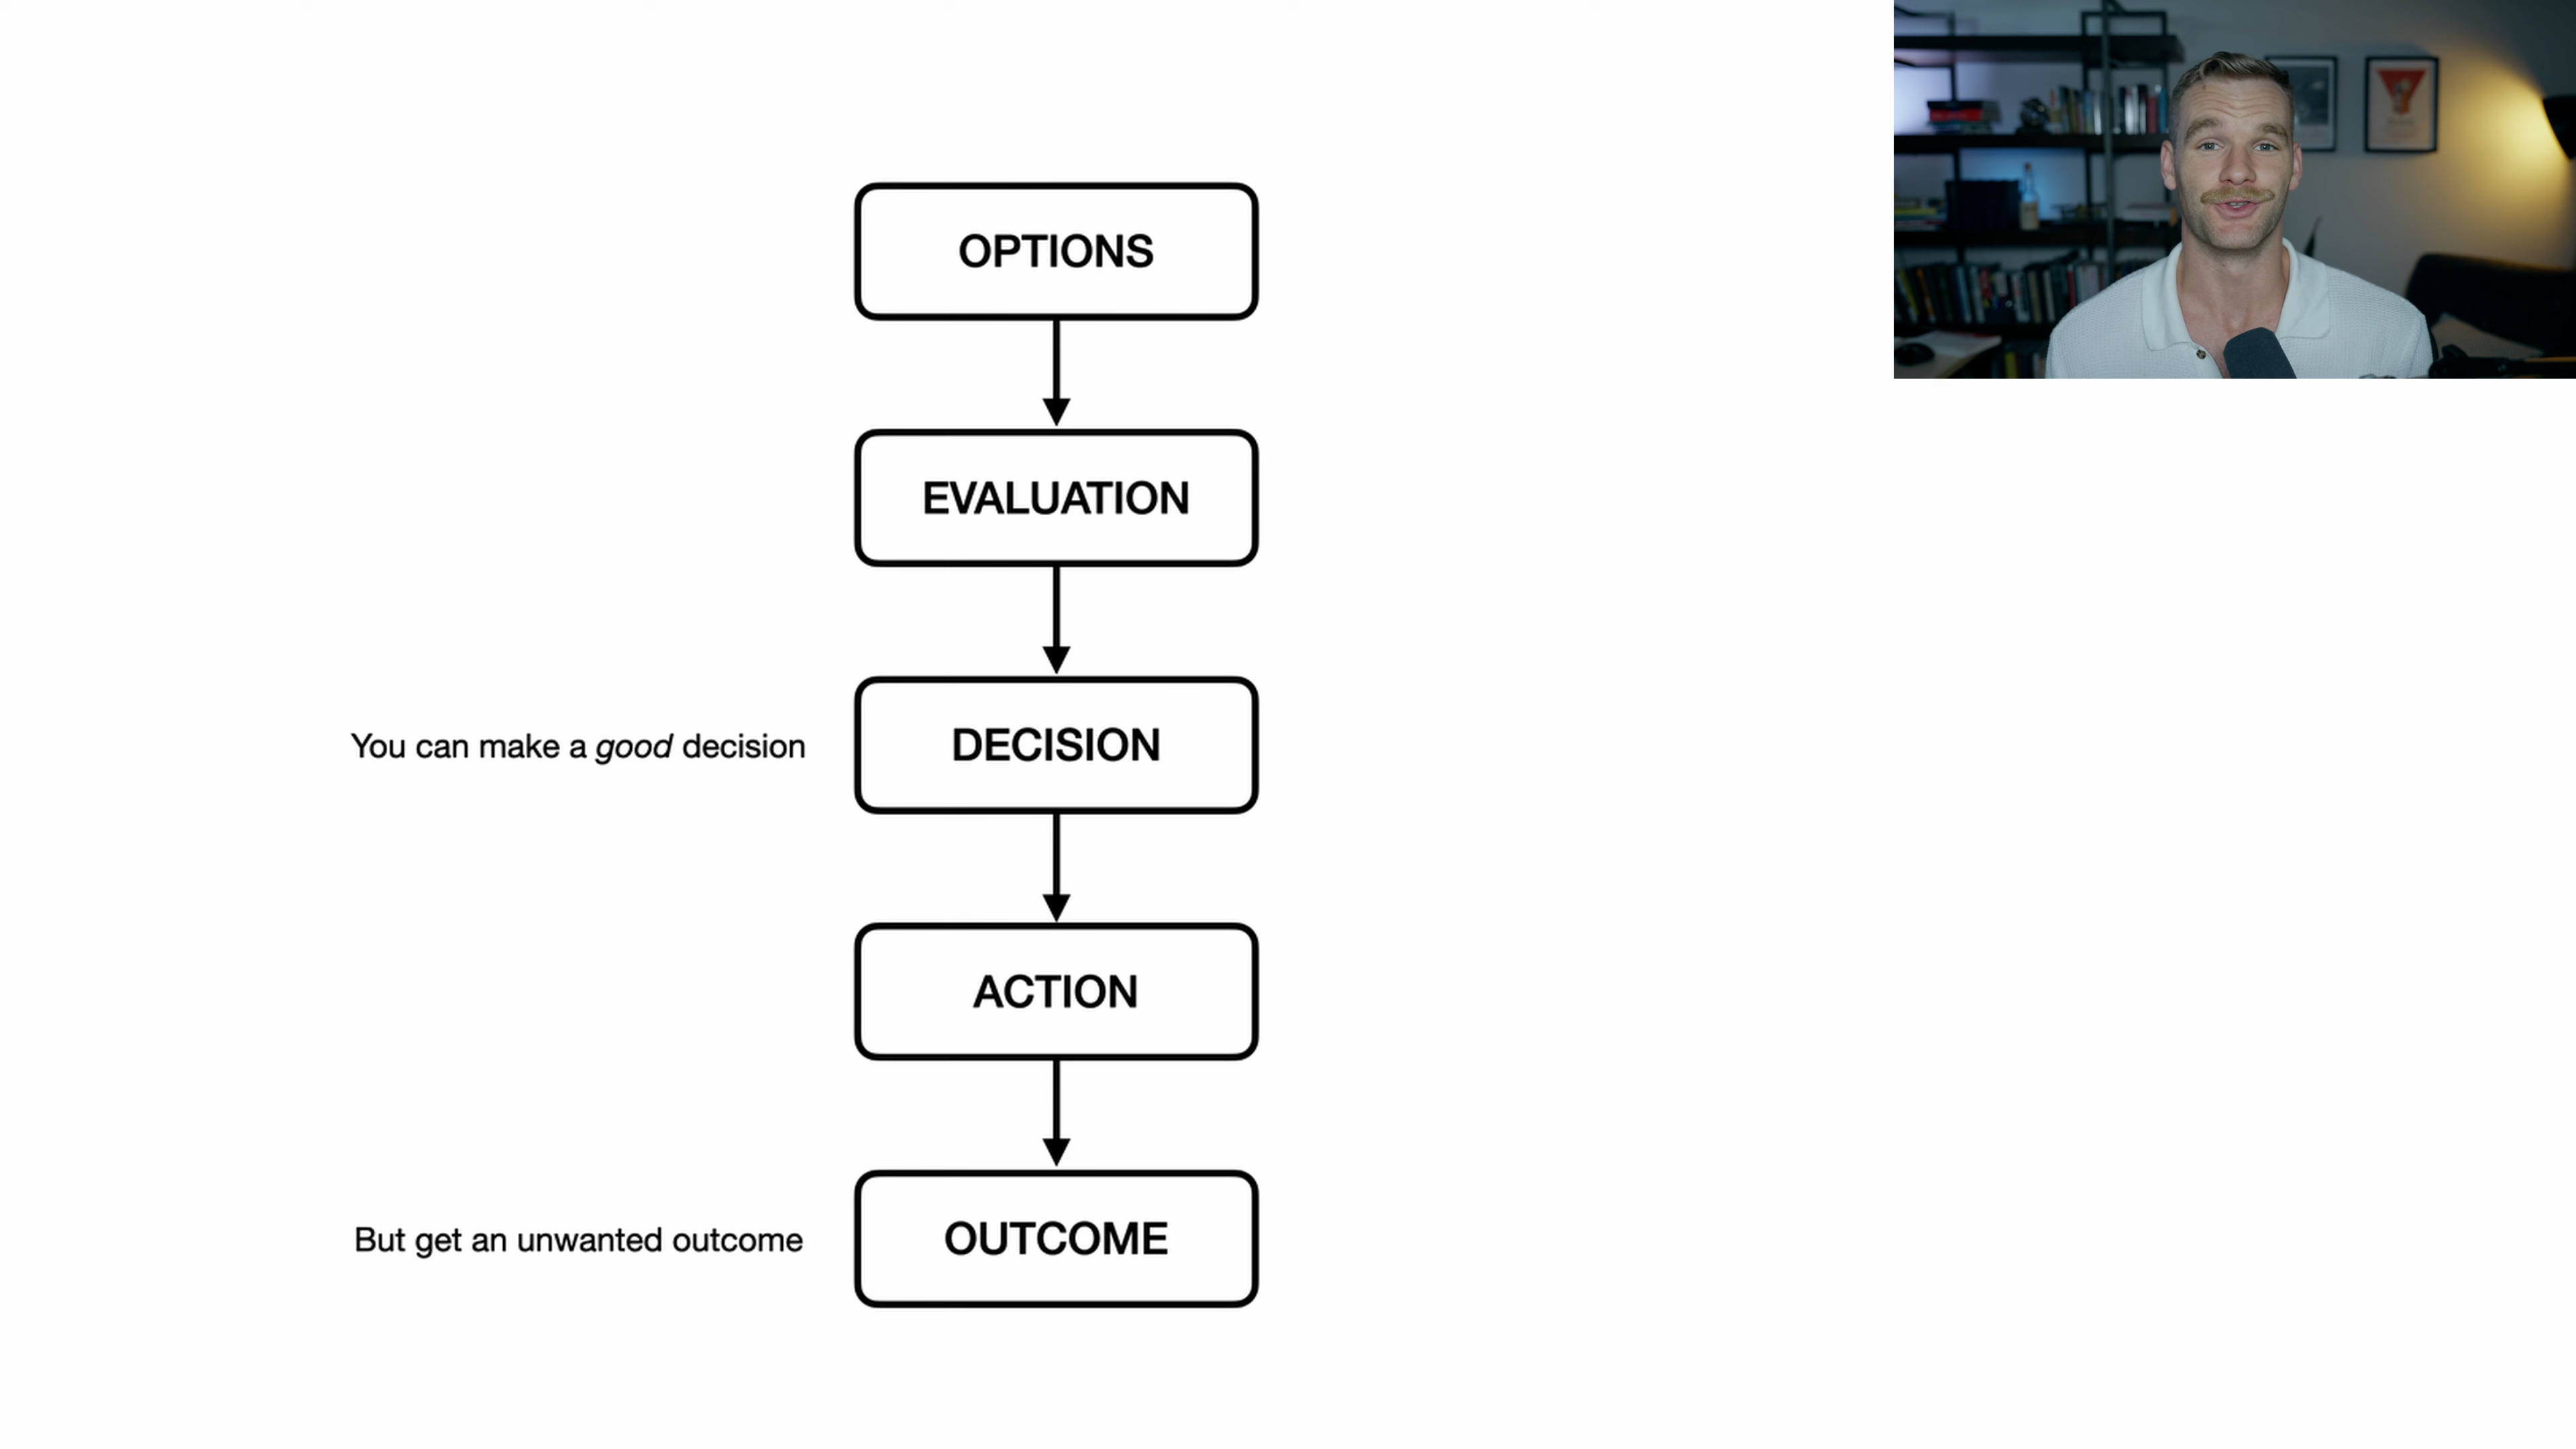 OPTIONS
EVALUATION
You can make a good decision
DECISION
ACTION
But get an unwanted outcome
OUTCOME